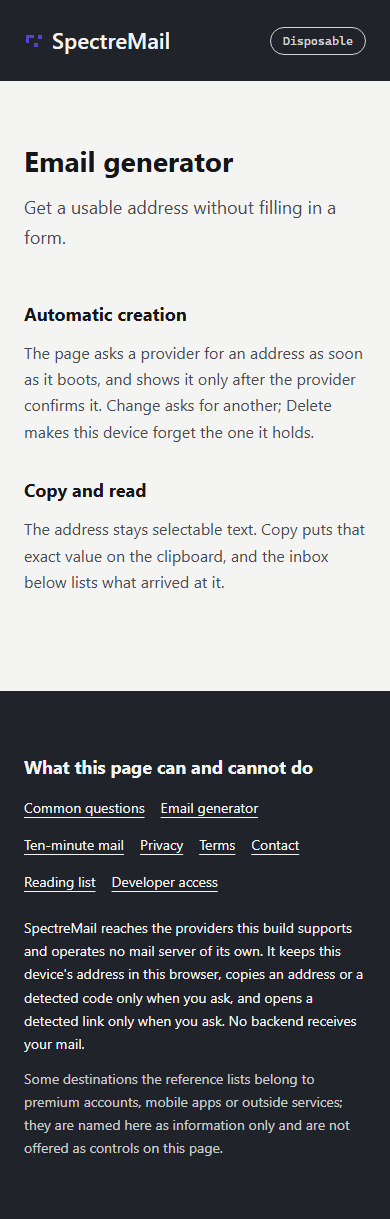 SpectreMail
Disposable
Email generator
Get a usable address without filling in a
form.
Automatic creation
The page asks a provider for an address as soon
as it boots, and shows it only after the provider
confirms it. Change asks for another; Delete
makes this device forget the one it holds.
Copy and read
The address stays selectable text. Copy puts that
exact value on the clipboard, and the inbox
below lists what arrived at it.
What this page can and cannot do
Common questions Email generator
Ten-minute mail Privacy Terms Contact
Reading list Developer access
SpectreMail reaches the providers this build supports
and operates no mail server of its own. It keeps this
device's address in this browser, copies an address or a
detected code only when you ask, and opens a
detected link only when you ask. No backend receives
your mail.
Some destinations the reference lists belong to
premium accounts, mobile apps or outside services;
they are named here as information only and are not
offered as controls on this page.